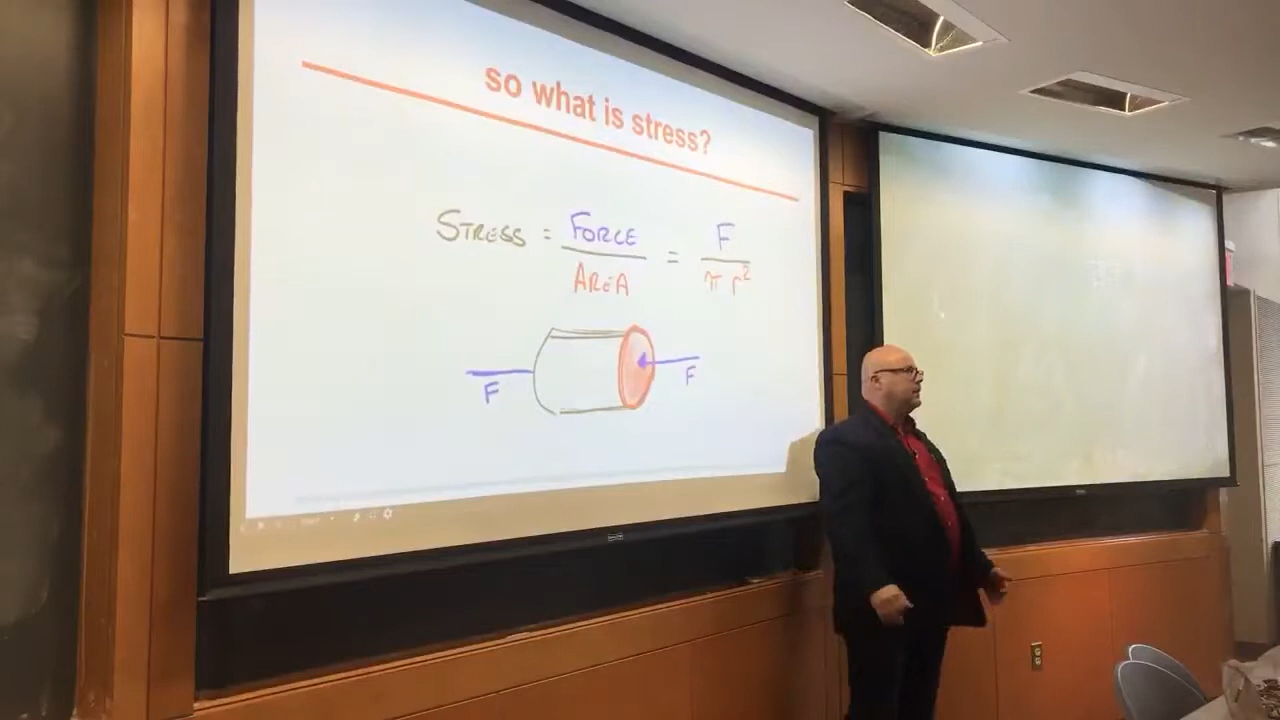 so what is stress?
STRESS = FORCE / AREA = F / π r²
F
F